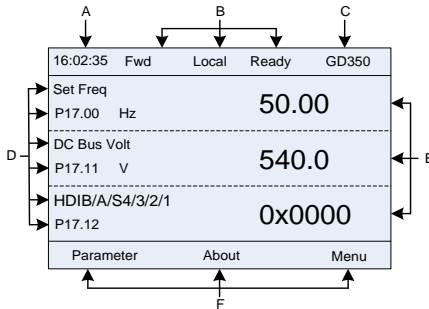 A B C
16:02:35 Fwd Local Ready GD350
Set Freq
P17.00 Hz 50.00
DC Bus Volt
P17.11 V 540.0
HDIB/A/S4/3/2/1
P17.12 0x0000
D E
Parameter About Menu
F